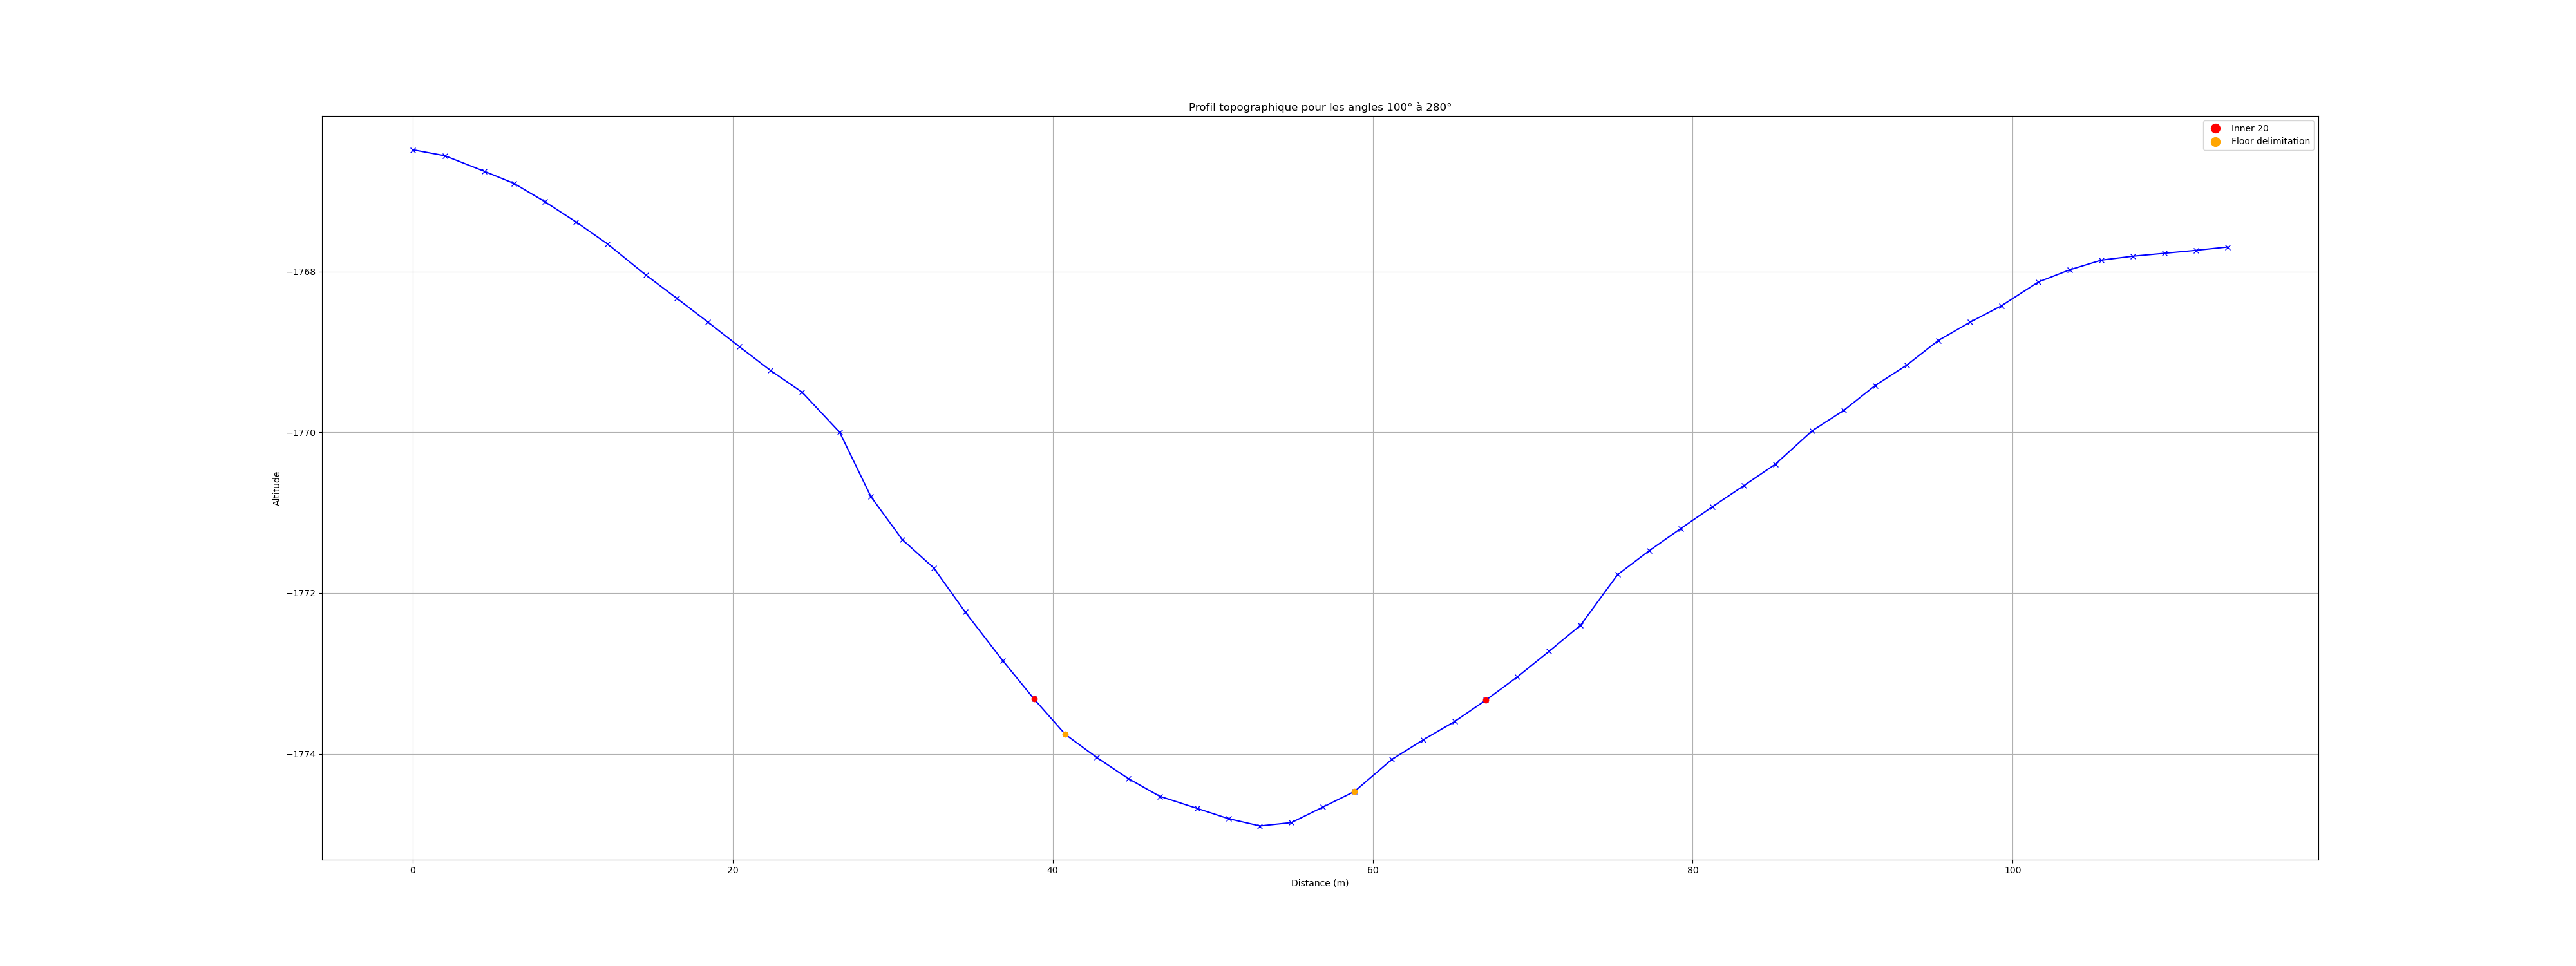 Profil topographique pour les angles 100° à 280°
Inner 20
Floor delimitation
−1768
−1770
−1772
−1774
Altitude
0 20 40 60 80 100
Distance (m)